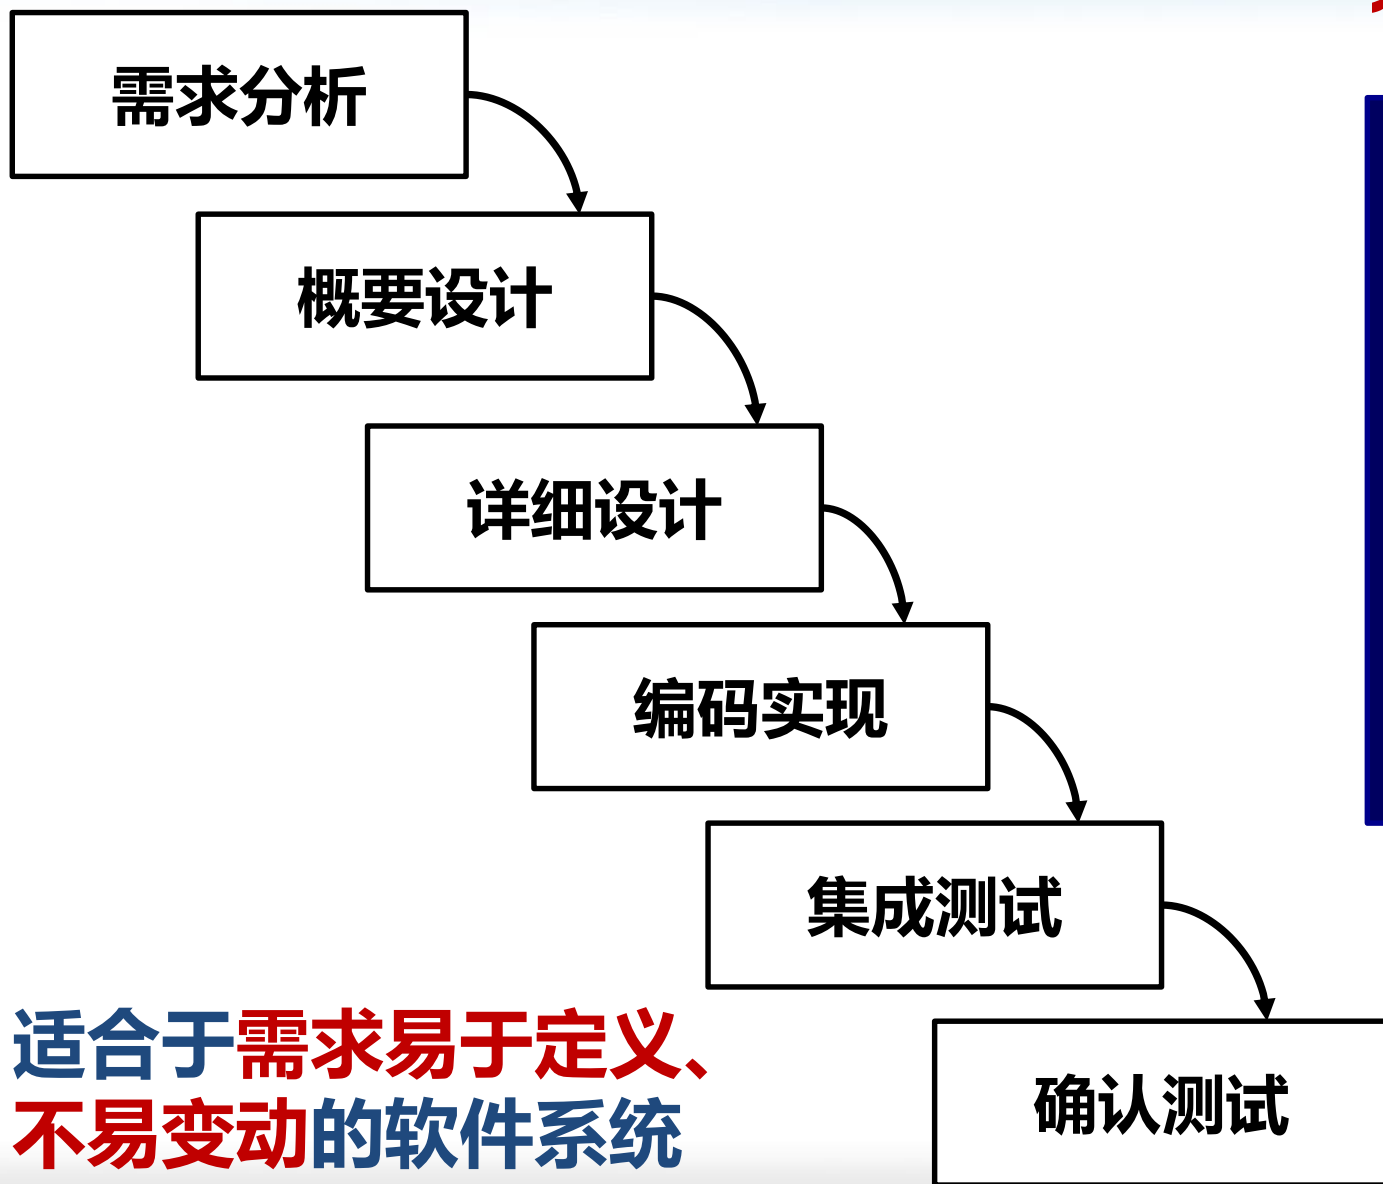 需求分析
概要设计
详细设计
编码实现
集成测试
确认测试
适合于需求易于定义、
不易变动的软件系统